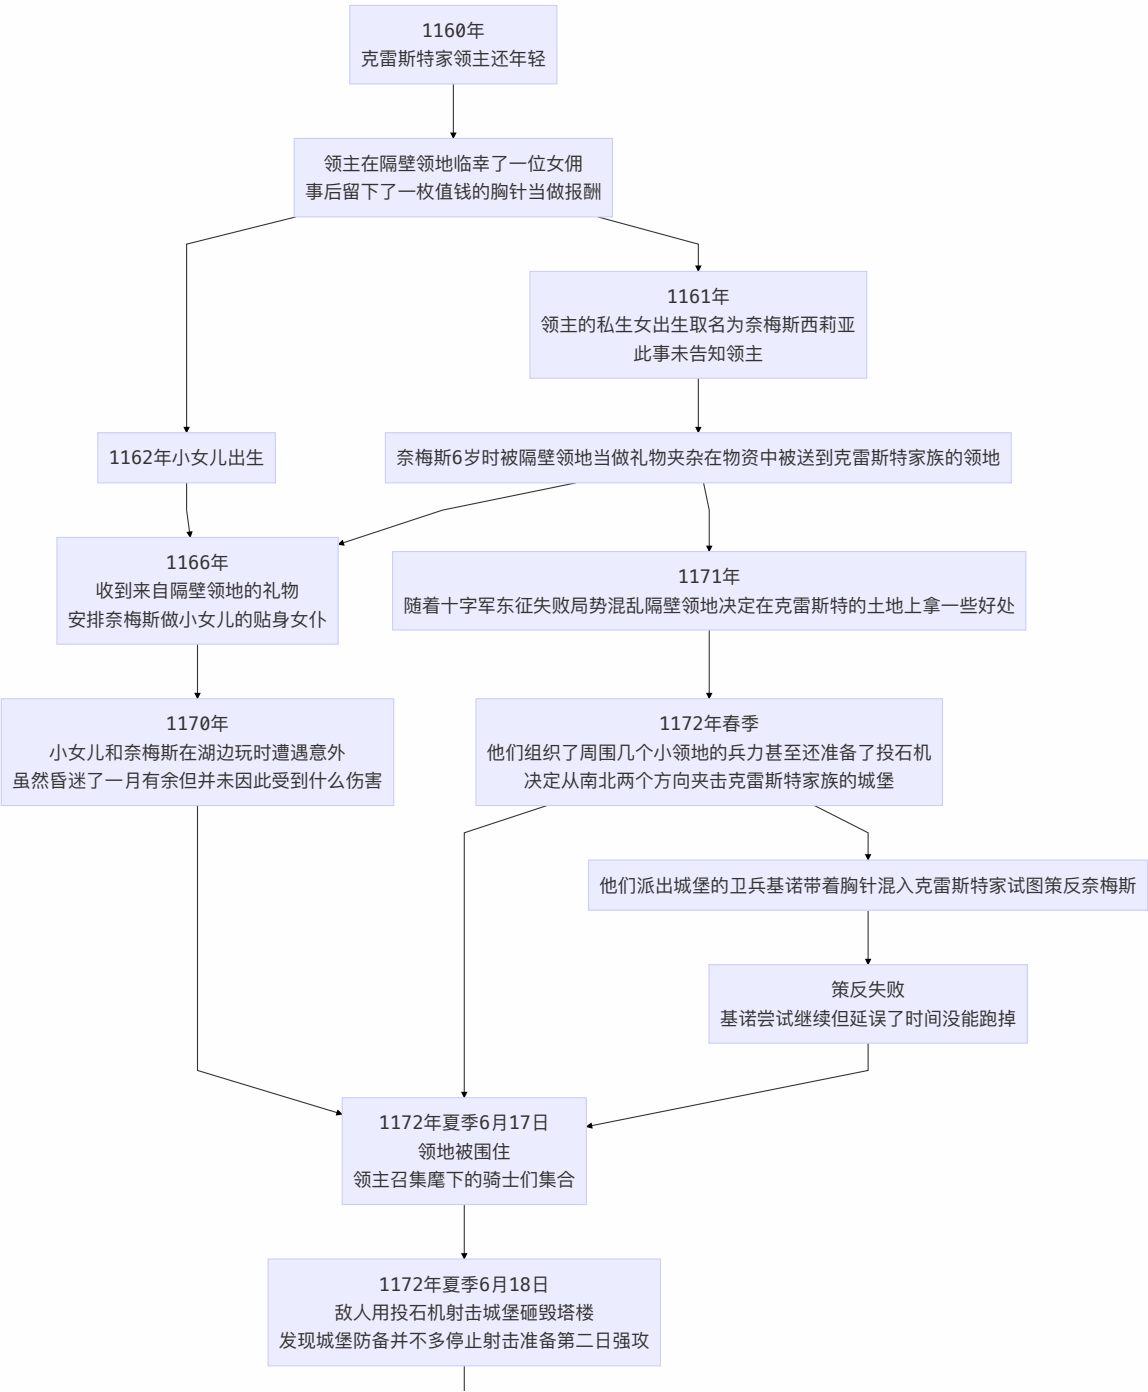 1160年
克雷斯特家领主还年轻
领主在隔壁领地临幸了一位女佣
事后留下了一枚值钱的胸针当做报酬
1161年
领主的私生女出生取名为奈梅斯西莉亚
此事未告知领主
1162年小女儿出生
奈梅斯6岁时被隔壁领地当做礼物夹杂在物资中被送到克雷斯特家族的领地
1166年
收到来自隔壁领地的礼物
安排奈梅斯做小女儿的贴身女仆
1171年
随着十字军东征失败局势混乱隔壁领地决定在克雷斯特的土地上拿一些好处
1170年
小女儿和奈梅斯在湖边玩时遭遇意外
虽然昏迷了一月有余但并未因此受到什么伤害
1172年春季
他们组织了周围几个小领地的兵力甚至还准备了投石机
决定从南北两个方向夹击克雷斯特家族的城堡
他们派出城堡的卫兵基诺带着胸针混入克雷斯特家试图策反奈梅斯
策反失败
基诺尝试继续但延误了时间没能跑掉
1172年夏季6月17日
领地被围住
领主召集麾下的骑士们集合
1172年夏季6月18日
敌人用投石机射击城堡砸毁塔楼
发现城堡防备并不多停止射击准备第二日强攻